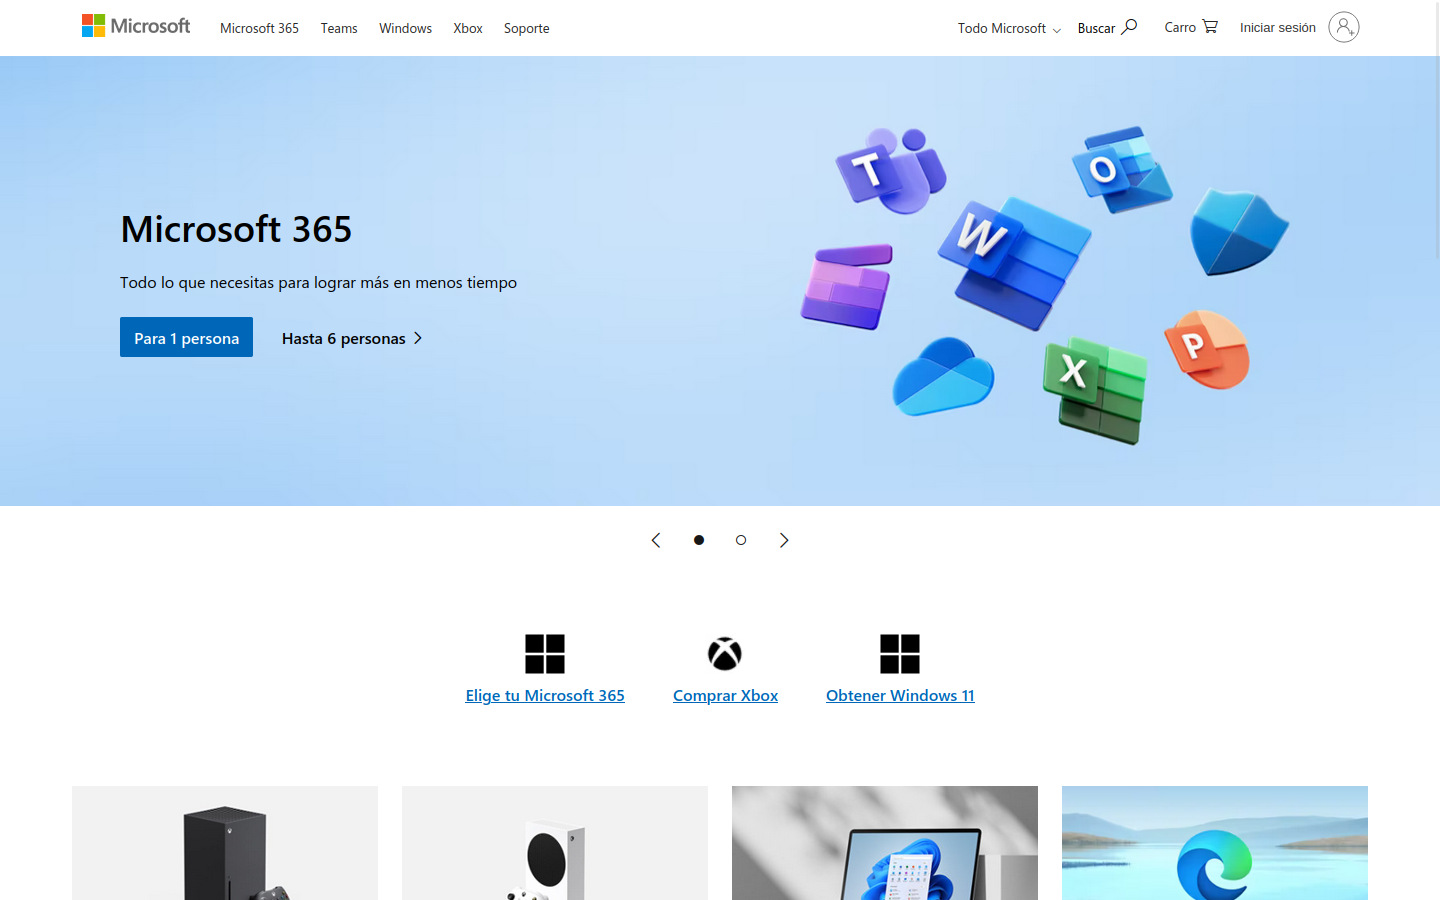 Microsoft
Microsoft 365
Teams
Windows
Xbox
Soporte
Todo Microsoft
Buscar
Carro
Iniciar sesión
Microsoft 365
Todo lo que necesitas para lograr más en menos tiempo
Para 1 persona
Hasta 6 personas
T
O
W
X
P
Elige tu Microsoft 365
Comprar Xbox
Obtener Windows 11